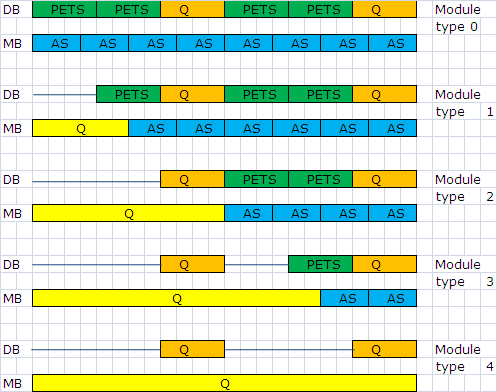 DB PETS PETS Q PETS PETS Q Module
type 0
MB AS AS AS AS AS AS AS AS
DB PETS Q PETS PETS Q Module
type 1
MB Q AS AS AS AS AS AS
DB Q PETS PETS Q Module
type 2
MB Q AS AS AS AS
DB Q PETS Q Module
type 3
MB Q AS AS
DB Q Q Module
type 4
MB Q